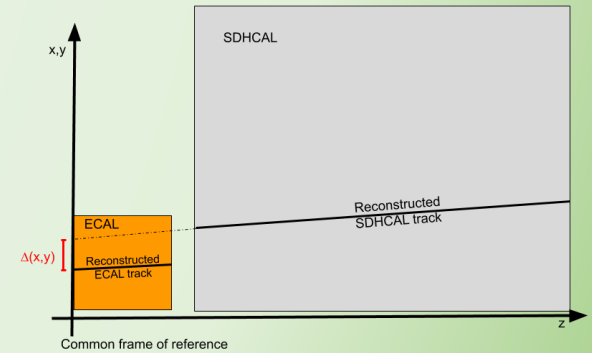 x,y
SDHCAL
Reconstructed
SDHCAL track
ECAL
Δ(x,y)
Reconstructed
ECAL track
z
Common frame of reference